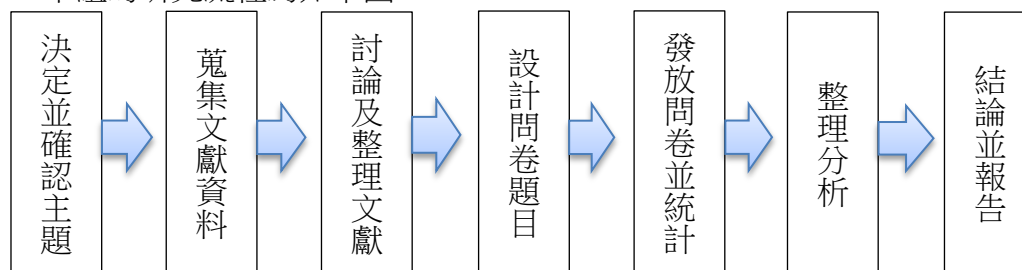 決定並確認主題
蒐集文獻資料
討論及整理文獻
設計問卷題目
發放問卷並統計
整理分析
結論並報告